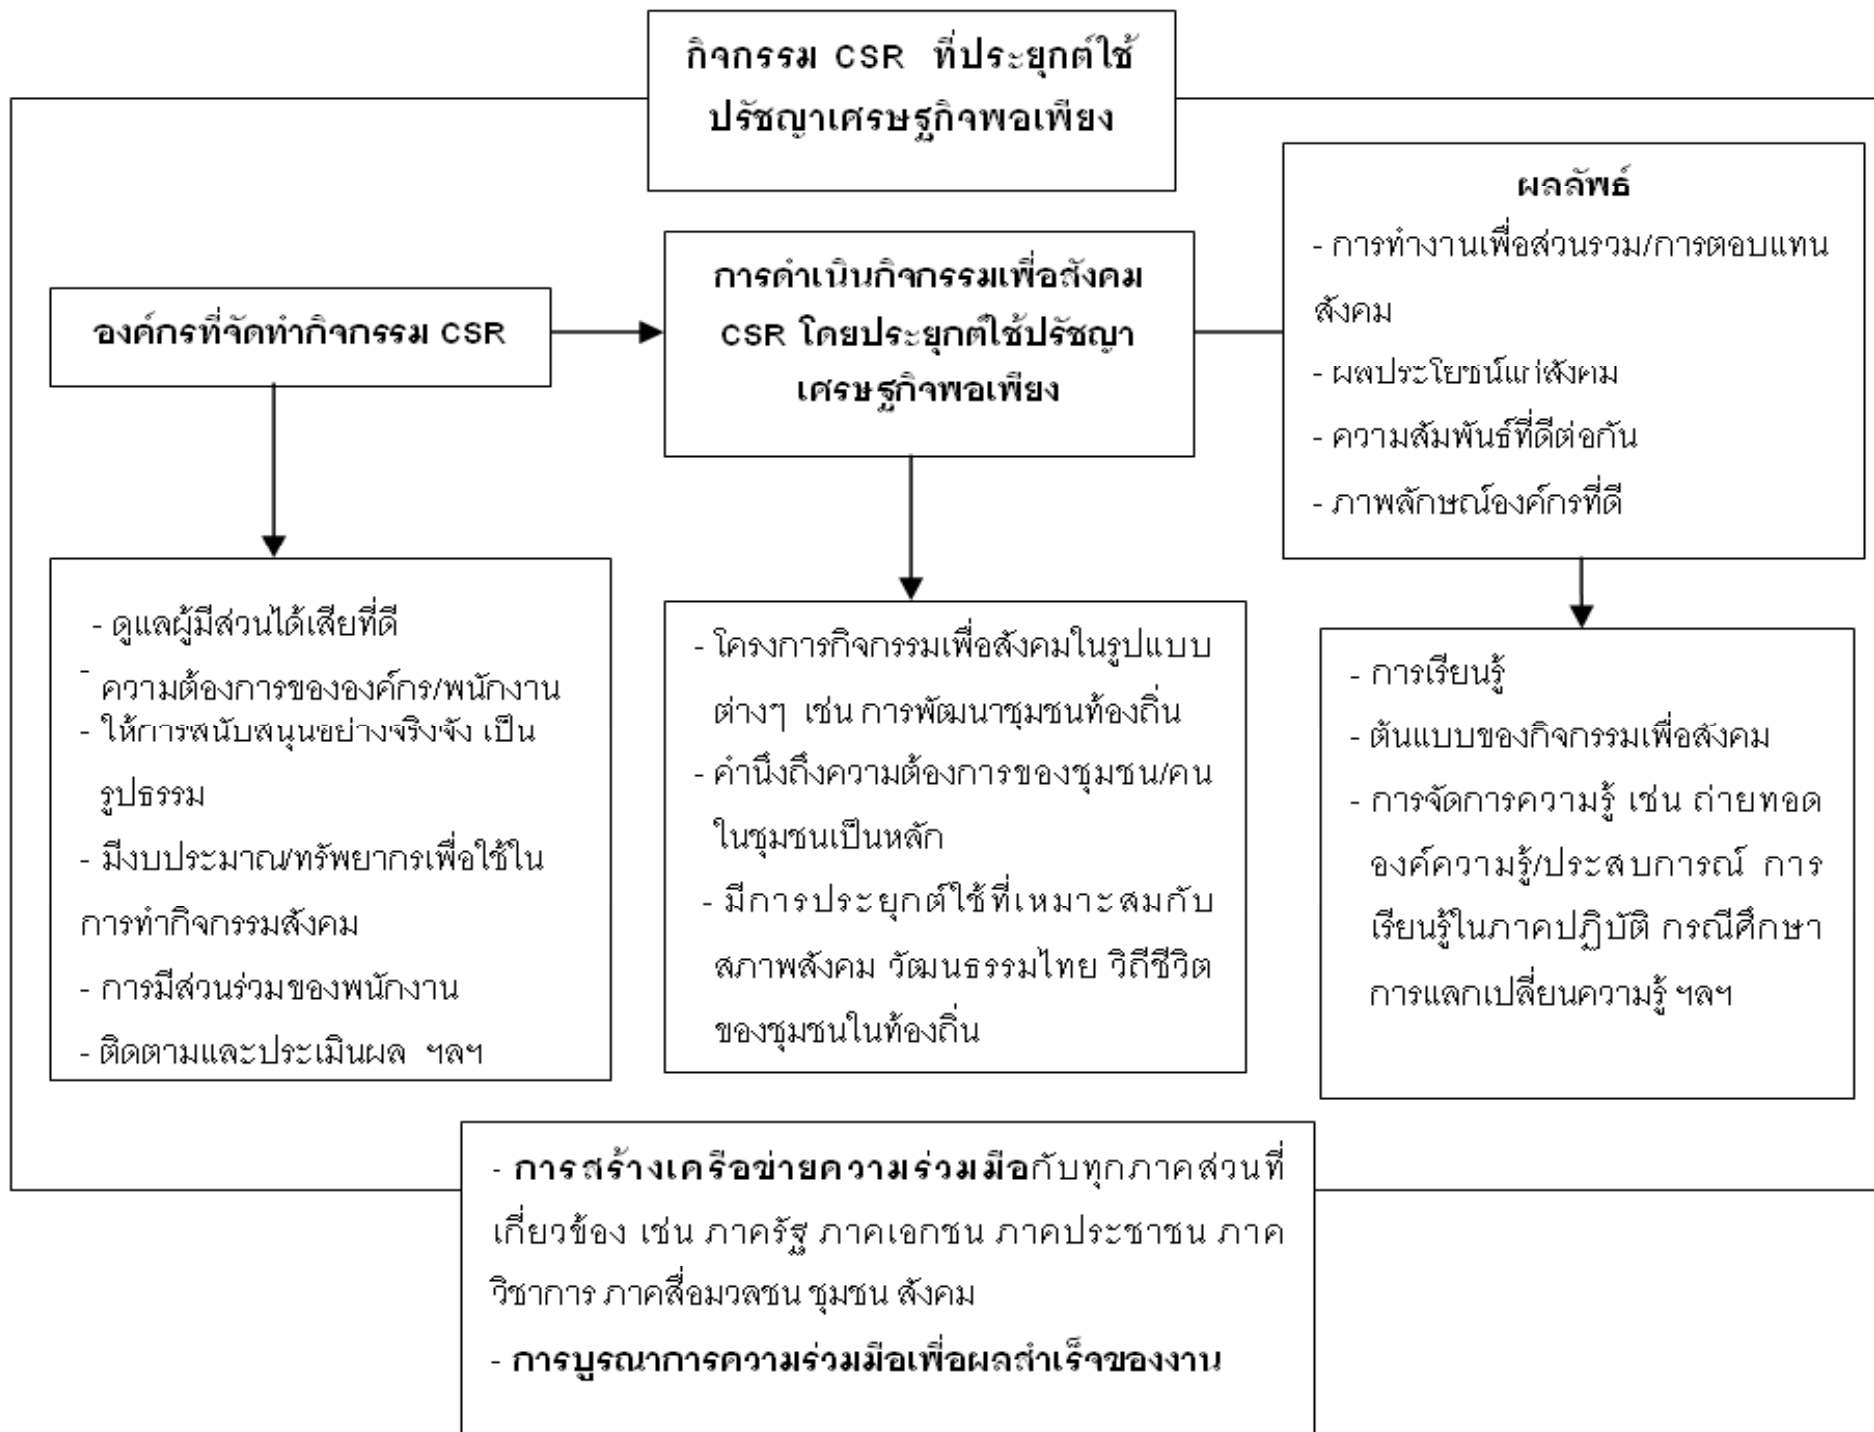 กิจกรรม CSR ที่ประยุกต์ใช้
ปรัชญาเศรษฐกิจพอเพียง
องค์กรที่จัดทำกิจกรรม CSR
การดำเนินกิจกรรมเพื่อสังคม
CSR โดยประยุกต์ใช้ปรัชญา
เศรษฐกิจพอเพียง
ผลลัพธ์
- การทำงานเพื่อส่วนรวม/การตอบแทน
สังคม
- ผลประโยชน์แก่สังคม
- ความสัมพันธ์ที่ดีต่อกัน
- ภาพลักษณ์องค์กรที่ดี
- ดูแลผู้มีส่วนได้เสียที่ดี
- ความต้องการขององค์กร/พนักงาน
- ให้การสนับสนุนอย่างจริงจัง เป็น
รูปธรรม
- มีงบประมาณ/ทรัพยากรเพื่อใช้ใน
การทำกิจกรรมสังคม
- การมีส่วนร่วมของพนักงาน
- ติดตามและประเมินผล ฯลฯ
- โครงการกิจกรรมเพื่อสังคมในรูปแบบ
ต่างๆ เช่น การพัฒนาชุมชนท้องถิ่น
- คำนึงถึงความต้องการของชุมชน/คน
ในชุมชนเป็นหลัก
- มีการประยุกต์ใช้ที่เหมาะสมกับ
สภาพสังคม วัฒนธรรมไทย วิถีชีวิต
ของชุมชนในท้องถิ่น
- การเรียนรู้
- ต้นแบบของกิจกรรมเพื่อสังคม
- การจัดการความรู้ เช่น ถ่ายทอด
องค์ความรู้/ประสบการณ์ การ
เรียนรู้ในภาคปฏิบัติ กรณีศึกษา
การแลกเปลี่ยนความรู้ ฯลฯ
- การสร้างเครือข่ายความร่วมมือกับทุกภาคส่วนที่
เกี่ยวข้อง เช่น ภาครัฐ ภาคเอกชน ภาคประชาชน ภาค
วิชาการ ภาคสื่อมวลชน ชุมชน สังคม
- การบูรณาการความร่วมมือเพื่อผลสำเร็จของงาน